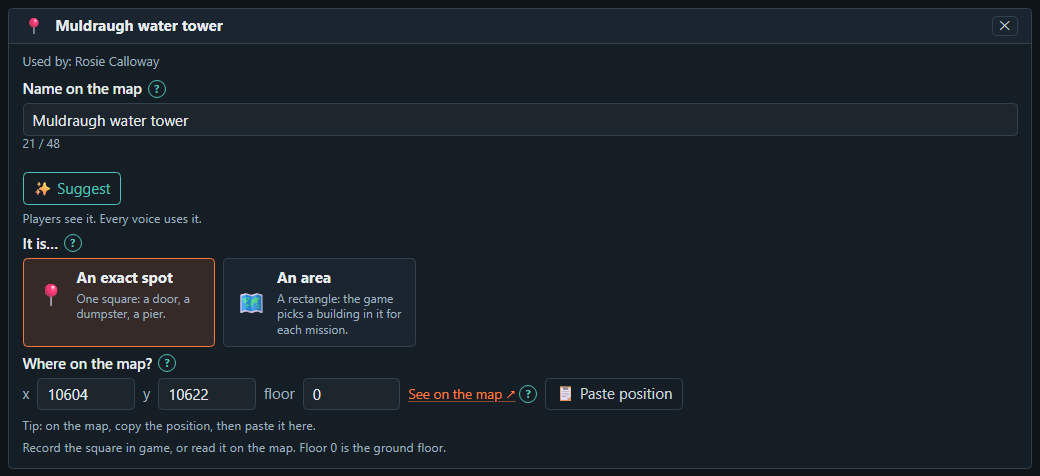 Muldraugh water tower
Used by: Rosie Calloway
Name on the map ?
Muldraugh water tower
21 / 48
Suggest
Players see it. Every voice uses it.
It is... ?
An exact spot
One square: a door, a
dumpster, a pier.
An area
A rectangle: the game
picks a building in it for
each mission.
Where on the map? ?
x 10604 y 10622 floor 0 See on the map ↗ ? Paste position
Tip: on the map, copy the position, then paste it here.
Record the square in game, or read it on the map. Floor 0 is the ground floor.